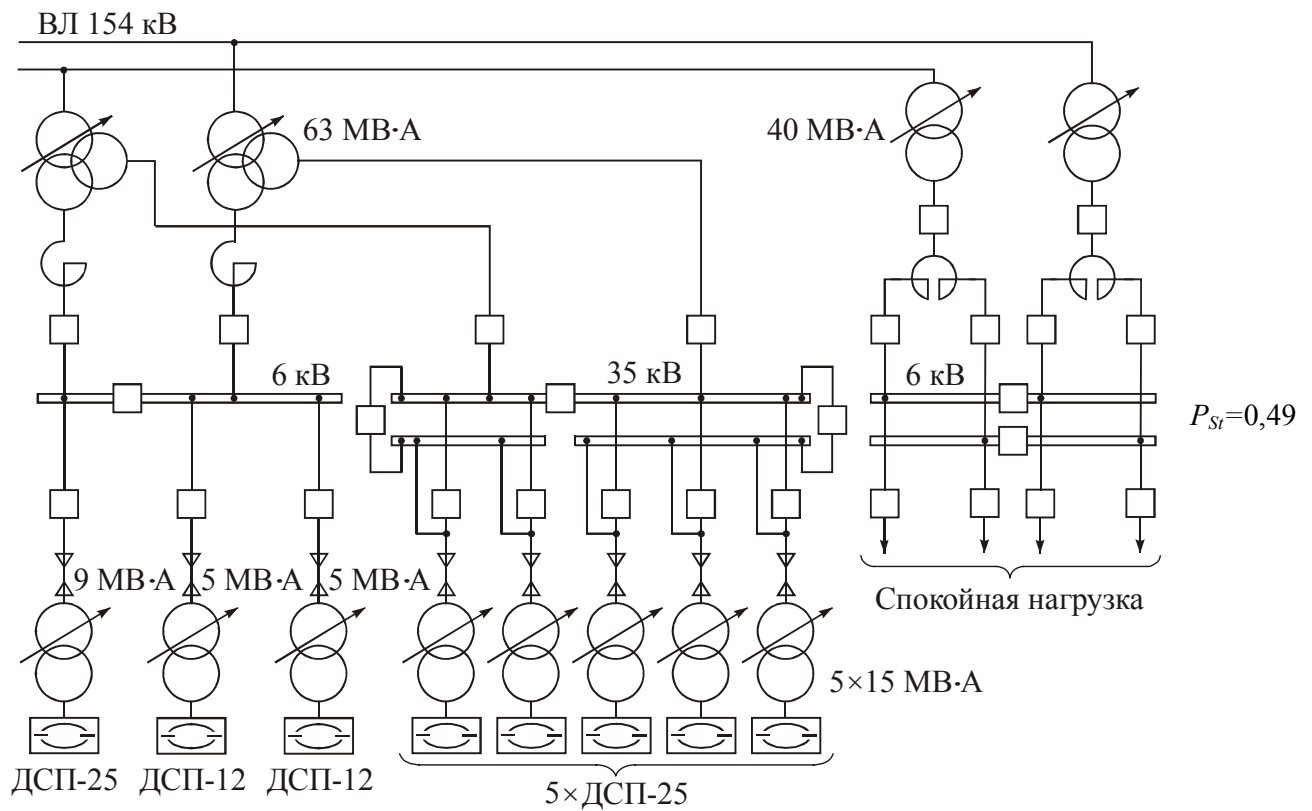 ВЛ 154 кВ
63 МВ·А
40 МВ·А
6 кВ
35 кВ
6 кВ
P_St=0,49
9 МВ·А
5 МВ·А
5 МВ·А
Спокойная нагрузка
5×15 МВ·А
ДСП-25
ДСП-12
ДСП-12
5×ДСП-25